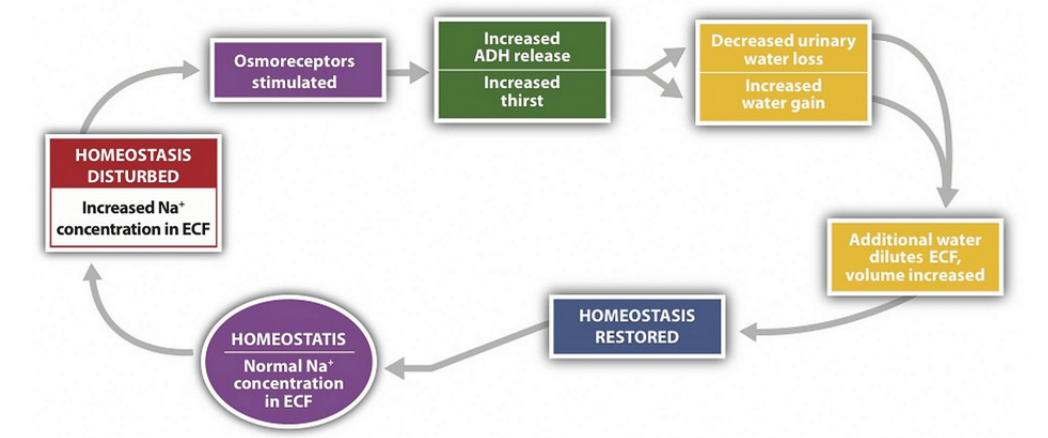 Osmoreceptors
stimulated
Increased
ADH release
Increased
thirst
Decreased urinary
water loss
Increased
water gain
HOMEOSTASIS
DISTURBED
Increased Na⁺
concentration in ECF
Additional water
dilutes ECF,
volume increased
HOMEOSTASIS
RESTORED
HOMEOSTATIS
Normal Na⁺
concentration
in ECF